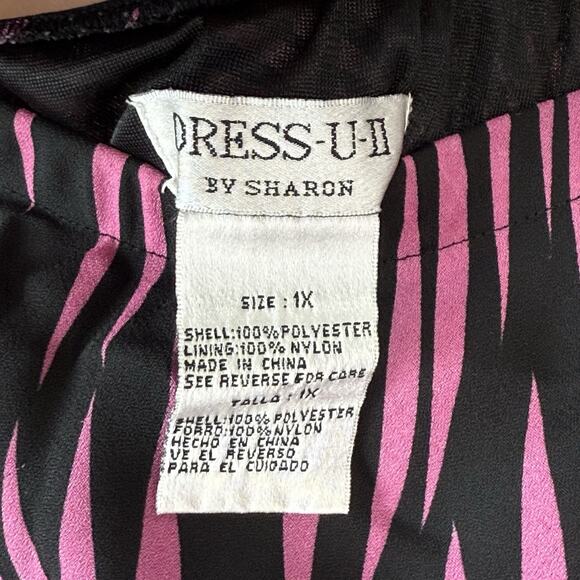 DRESS-U-II
BY SHARON
SIZE : 1X
SHELL:100%POLYESTER
LINING:100% NYLON
MADE IN CHINA
SEE REVERSE FOR CARE
TALLA : 1X
SHELL:100% POLYESTER
FORRO:100%NYLON
HECHO EN CHINA
VE EL REVERSO
PARA EL CUIDADO